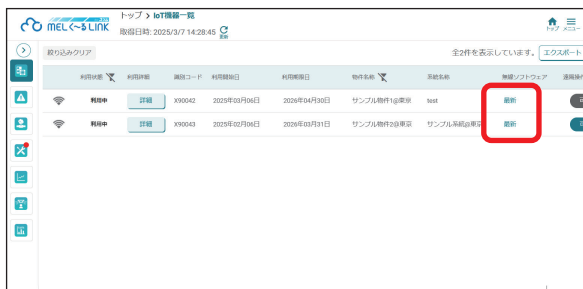 MEL く~る LINK
トップ > IoT機器一覧
取得日時: 2025/3/7 14:28:45 更新
トップ メニュー
絞り込みクリア
全2件を表示しています。 エクスポート
利用状態 利用詳細 識別コード 利用開始日 利用期限日 物件名称 系統名称 無線ソフトウェア 遠隔操作
利用中 詳細 X90042 2025年03月06日 2026年04月30日 サンプル物件1@東京 test 最新
利用中 詳細 X90043 2025年02月06日 2026年03月31日 サンプル物件2@東京 サンプル系統@東京 最新